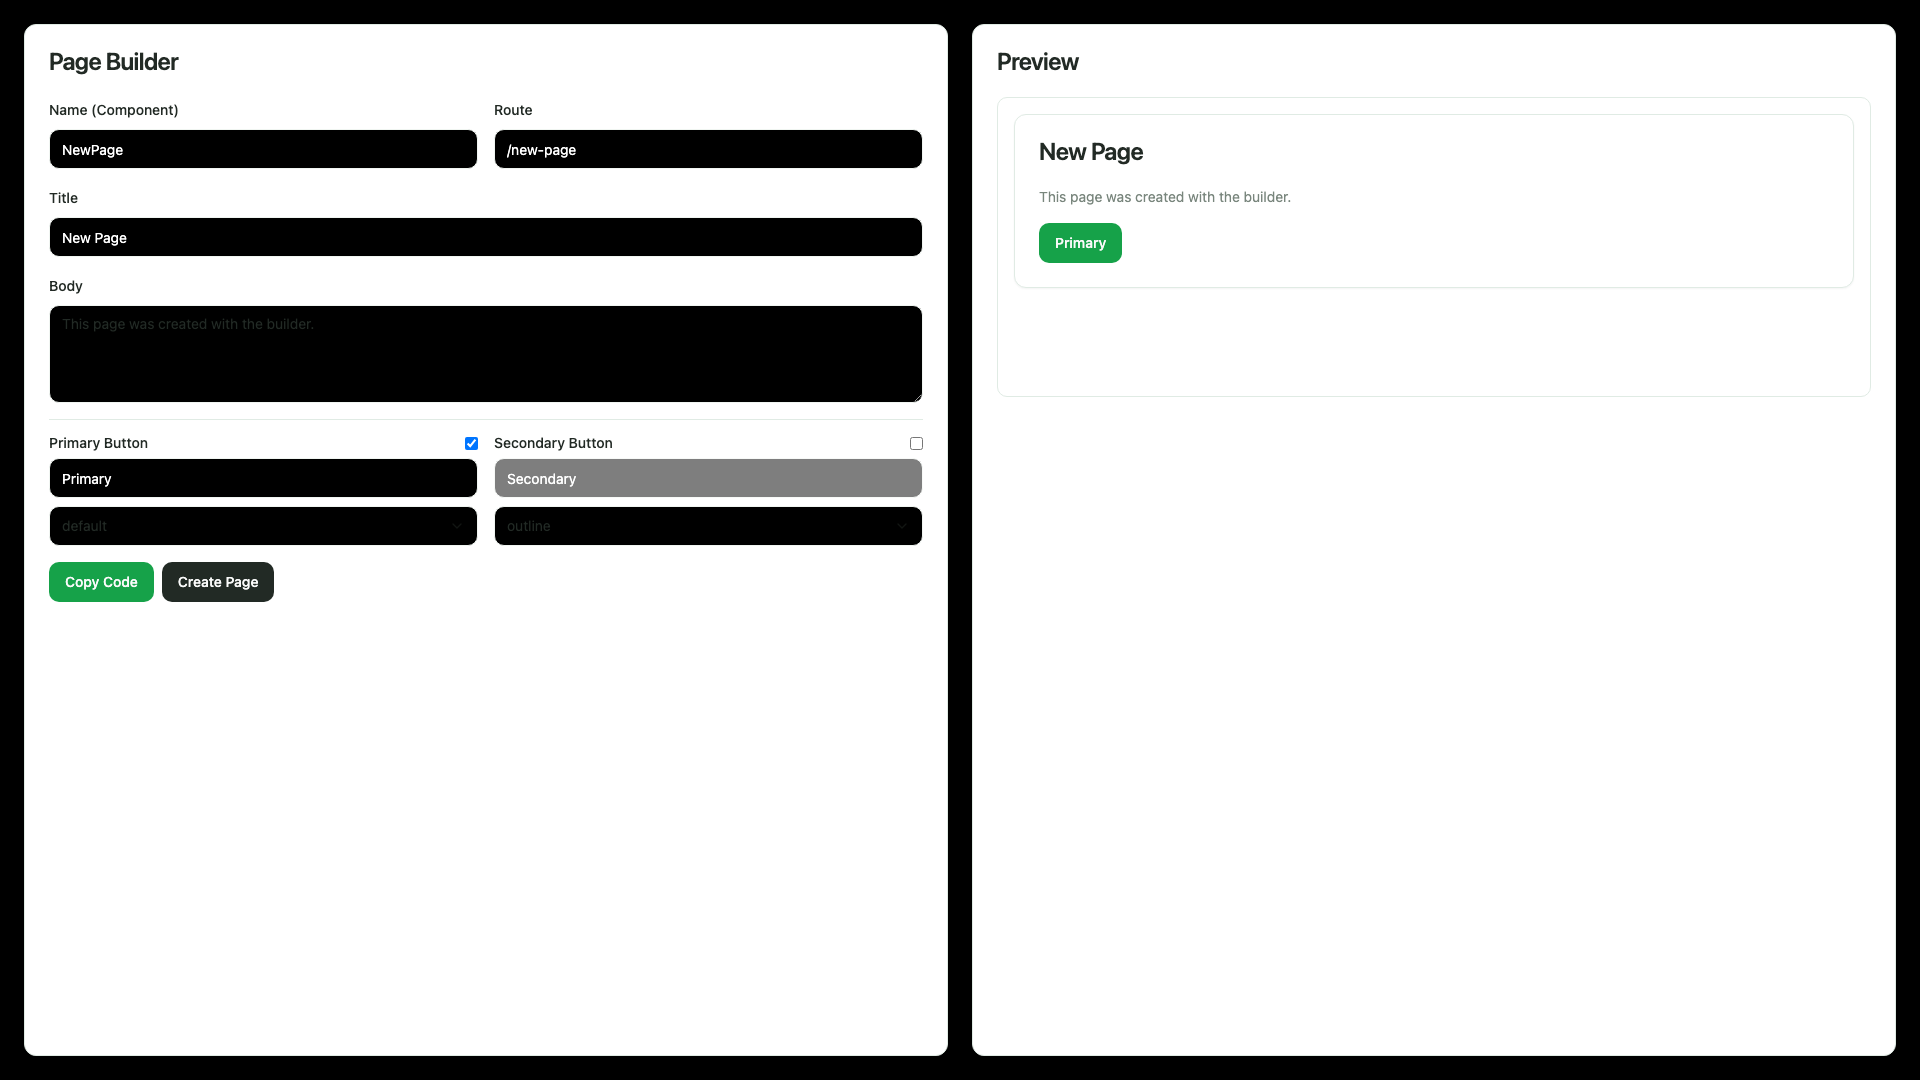 Page Builder
Name (Component)
Route
NewPage
/new-page
Title
New Page
Body
This page was created with the builder.
Primary Button
Secondary Button
Primary
Secondary
default
outline
Copy Code
Create Page
Preview
New Page
This page was created with the builder.
Primary